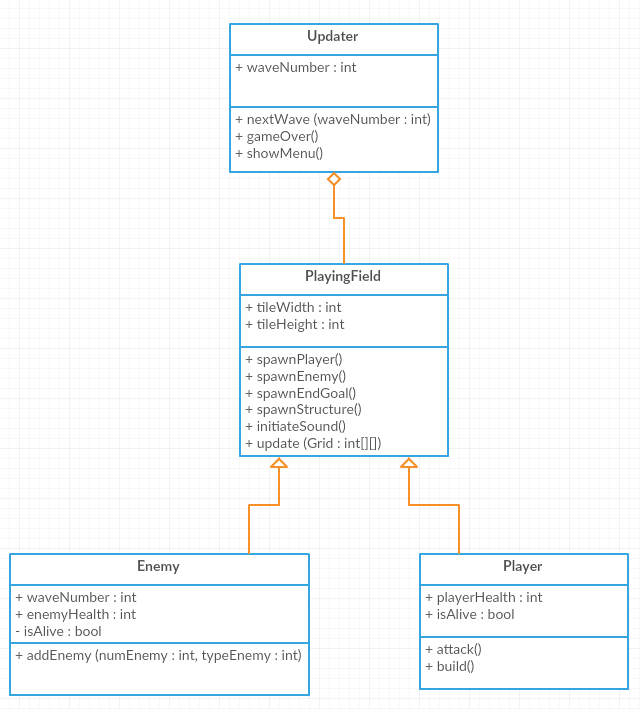 Updater
+ waveNumber : int
+ nextWave (waveNumber : int)
+ gameOver()
+ showMenu()
PlayingField
+ tileWidth : int
+ tileHeight : int
+ spawnPlayer()
+ spawnEnemy()
+ spawnEndGoal()
+ spawnStructure()
+ initiateSound()
+ update (Grid : int[][])
Enemy
+ waveNumber : int
+ enemyHealth : int
- isAlive : bool
+ addEnemy (numEnemy : int, typeEnemy : int)
Player
+ playerHealth : int
+ isAlive : bool
+ attack()
+ build()